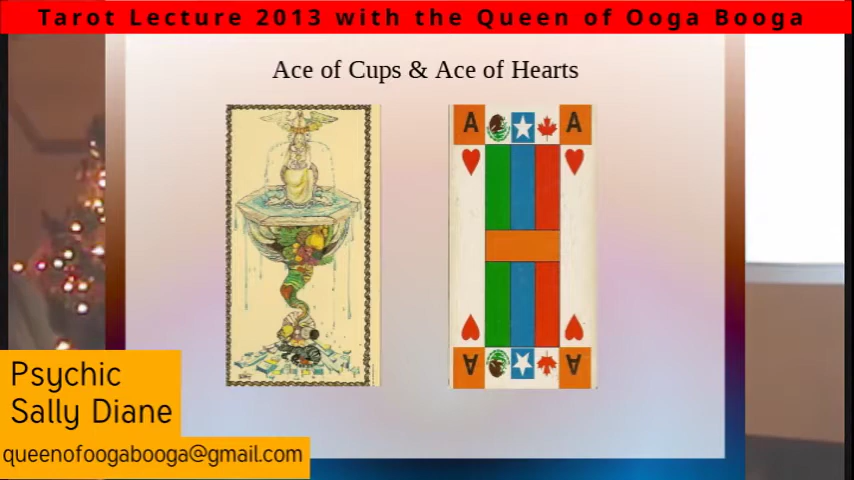 Tarot Lecture 2013 with the Queen of Ooga Booga
Ace of Cups & Ace of Hearts
A A
A A
Psychic
Sally Diane
queenofoogabooga@gmail.com